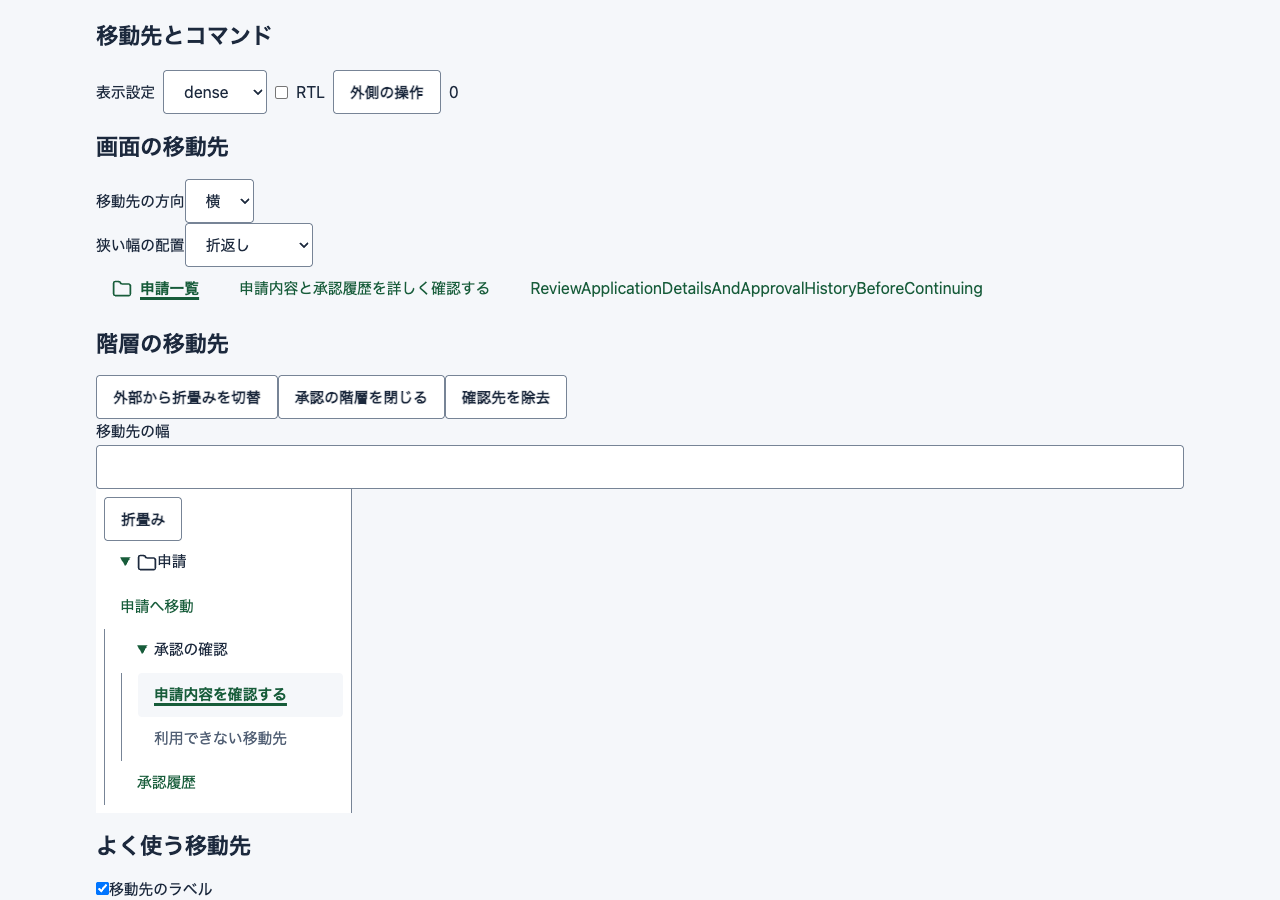 移動先とコマンド
表示設定 dense RTL 外側の操作 0
画面の移動先
移動先の方向 横
狭い幅の配置 折返し
申請一覧 申請内容と承認履歴を詳しく確認する ReviewApplicationDetailsAndApprovalHistoryBeforeContinuing
階層の移動先
外部から折畳みを切替 承認の階層を閉じる 確認先を除去
移動先の幅
折畳み
▼ 申請
申請へ移動
▼ 承認の確認
申請内容を確認する
利用できない移動先
承認履歴
よく使う移動先
移動先のラベル